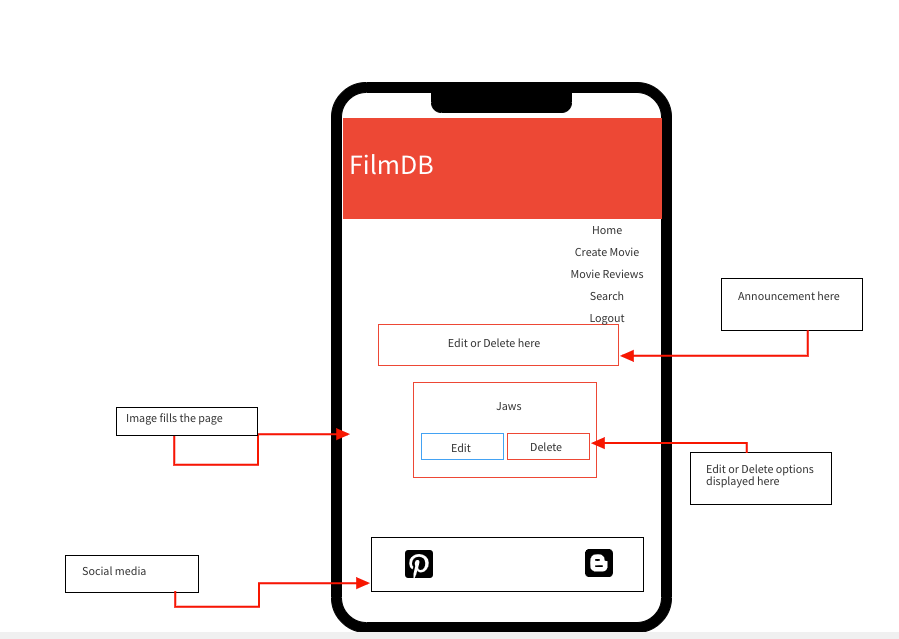 FilmDB
Home
Create Movie
Movie Reviews
Search
Logout
Announcement here
Edit or Delete here
Jaws
Image fills the page
Edit
Delete
Edit or Delete options
displayed here
Social media